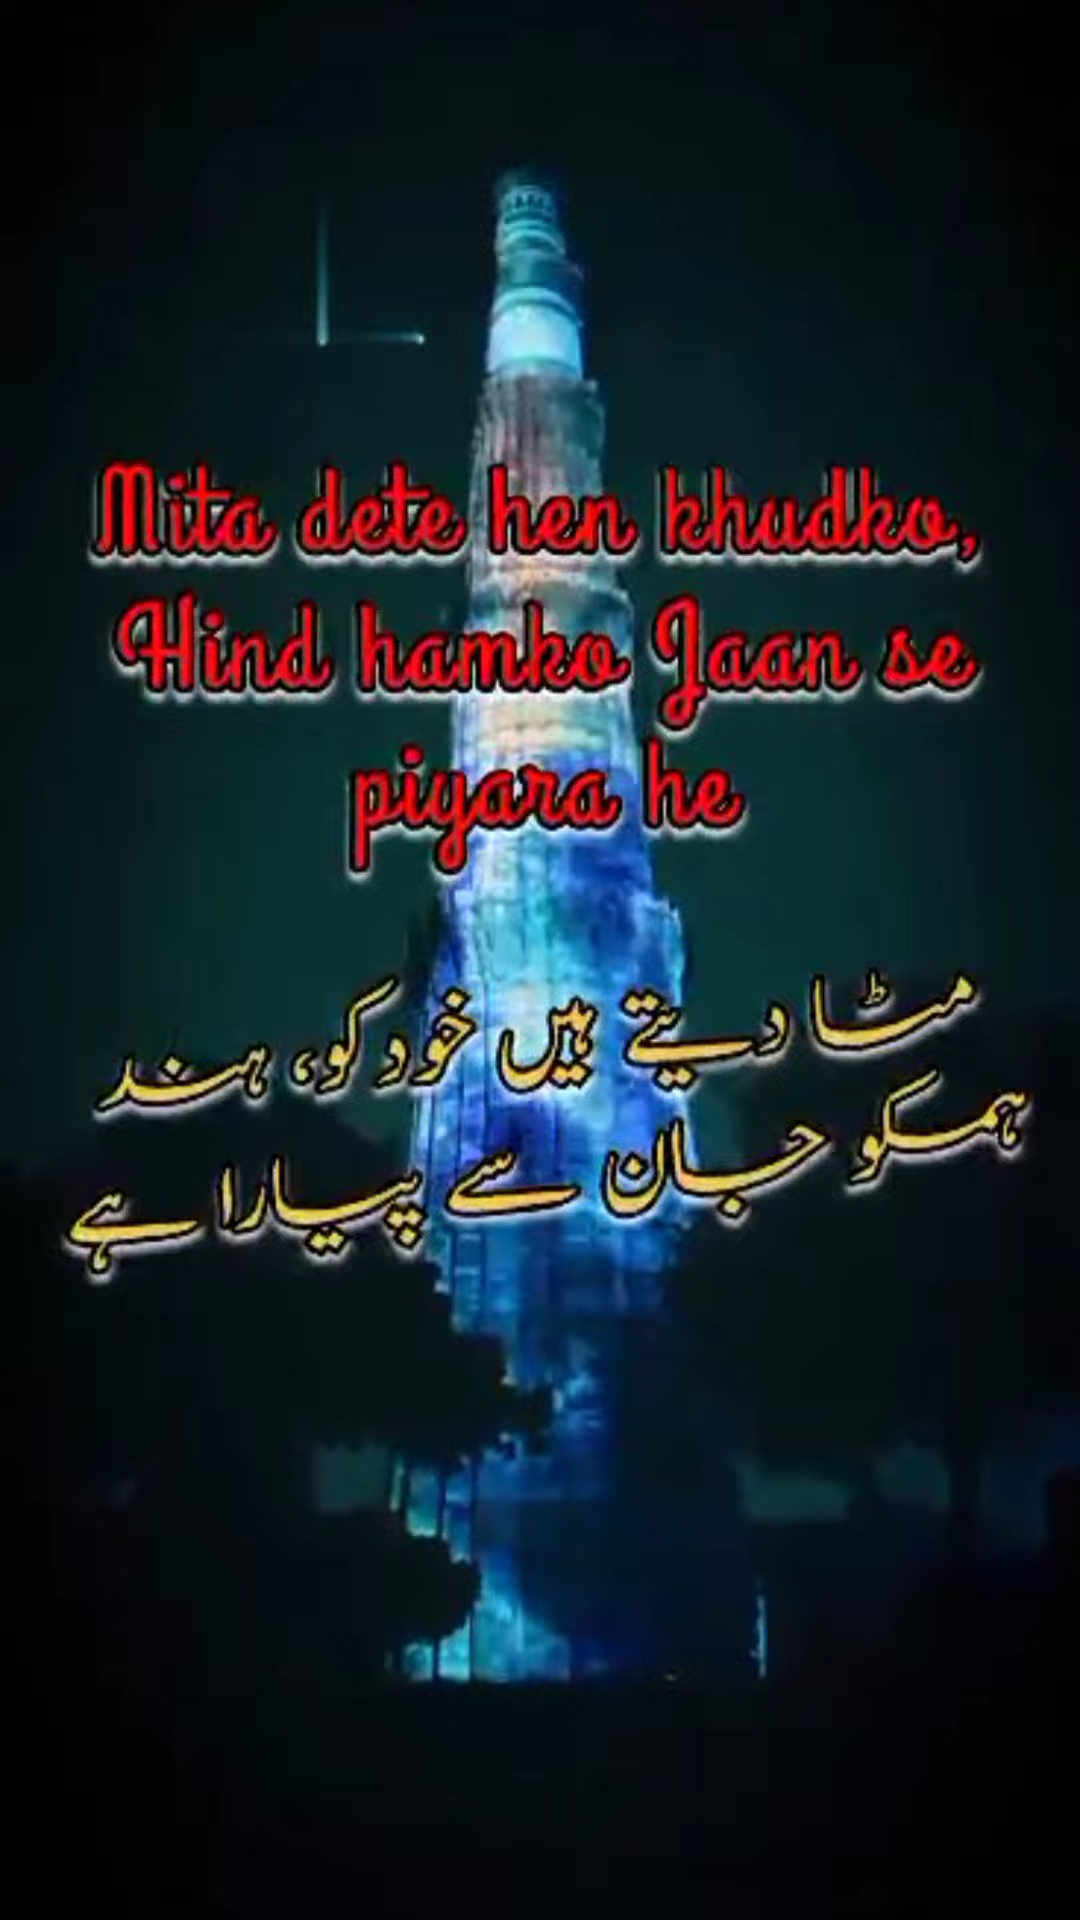 Mita dete hen khudko,
Hind hamko Jaan se
piyara he
مٹا دیتے ہیں خود کو، ہند
ہمکو جان سے پیارا ہے